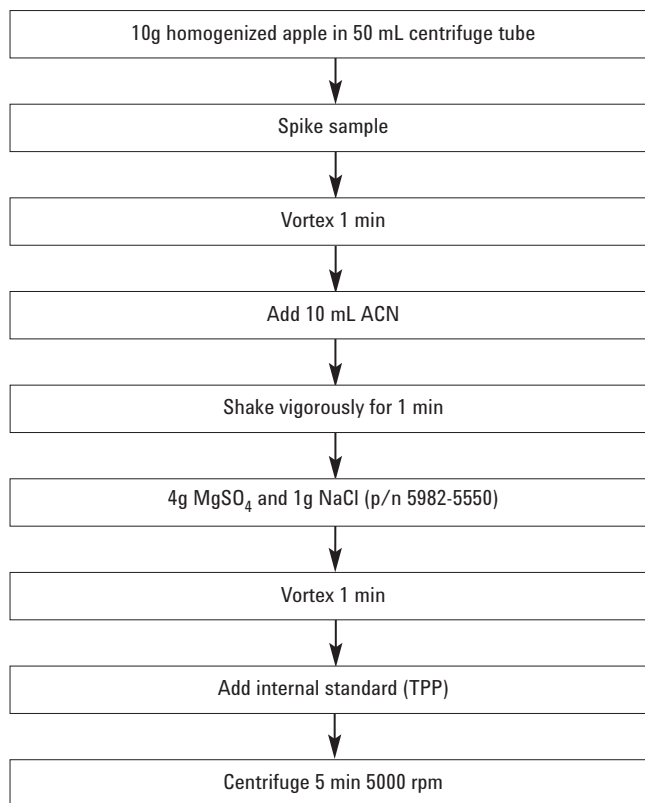 10g homogenized apple in 50 mL centrifuge tube
Spike sample
Vortex 1 min
Add 10 mL ACN
Shake vigorously for 1 min
4g MgSO₄ and 1g NaCl (p/n 5982-5550)
Vortex 1 min
Add internal standard (TPP)
Centrifuge 5 min 5000 rpm